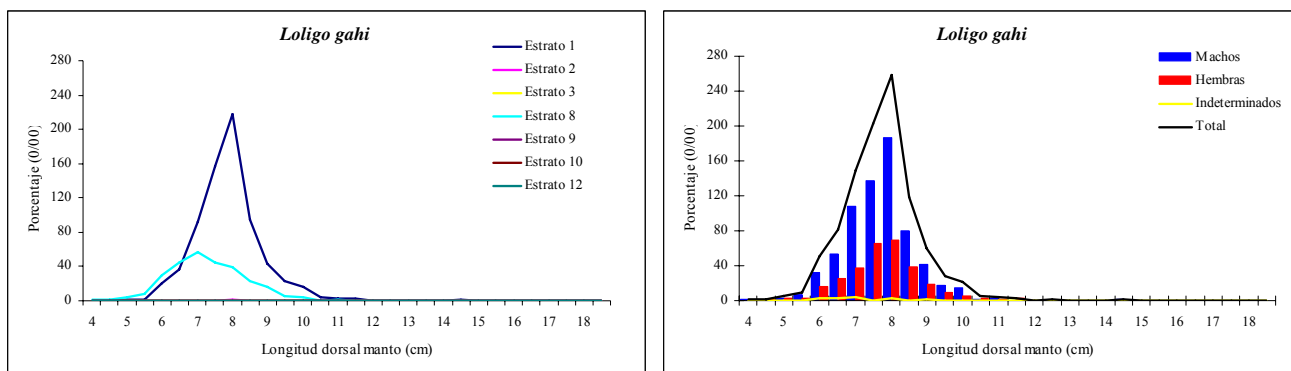 Loligo gahi
280
240
200
160
120
80
40
0
Porcentaje (0/00)
Estrato 1
Estrato 2
Estrato 3
Estrato 8
Estrato 9
Estrato 10
Estrato 12
4 5 6 7 8 9 10 11 12 13 14 15 16 17 18
Longitud dorsal manto (cm)
Loligo gahi
280
240
200
160
120
80
40
0
Porcentaje (0/00)
Machos
Hembras
Indeterminados
Total
4 5 6 7 8 9 10 11 12 13 14 15 16 17 18
Longitud dorsal manto (cm)